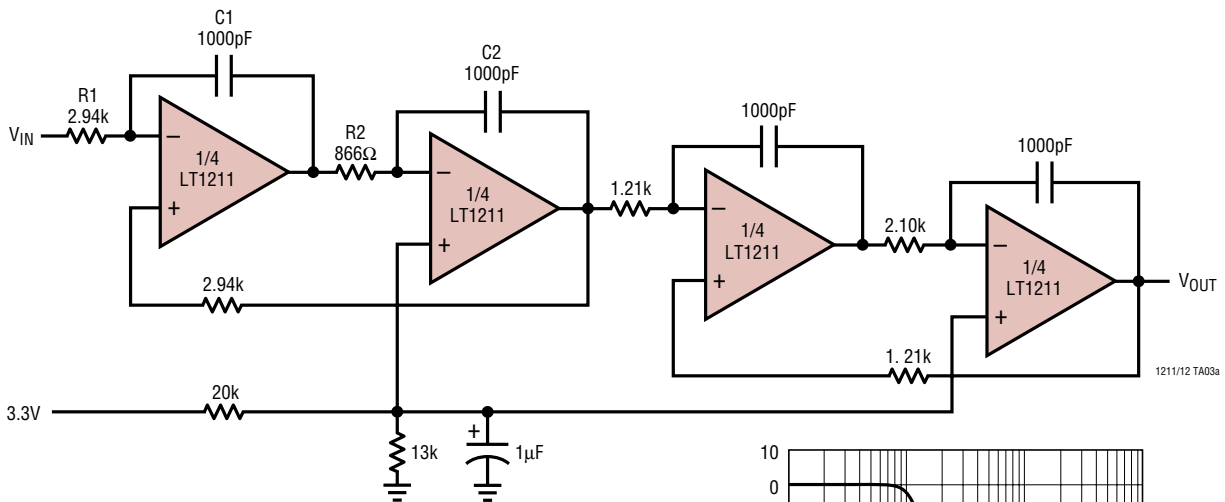 C1
1000pF
R1
2.94k
VIN
−
1/4
LT1211
+
2.94k
R2
866Ω
C2
1000pF
−
1/4
LT1211
+
1.21k
1000pF
−
1/4
LT1211
+
2.10k
1000pF
−
1/4
LT1211
+
VOUT
1. 21k
1211/12 TA03a
3.3V
20k
13k
+
1μF
10
0